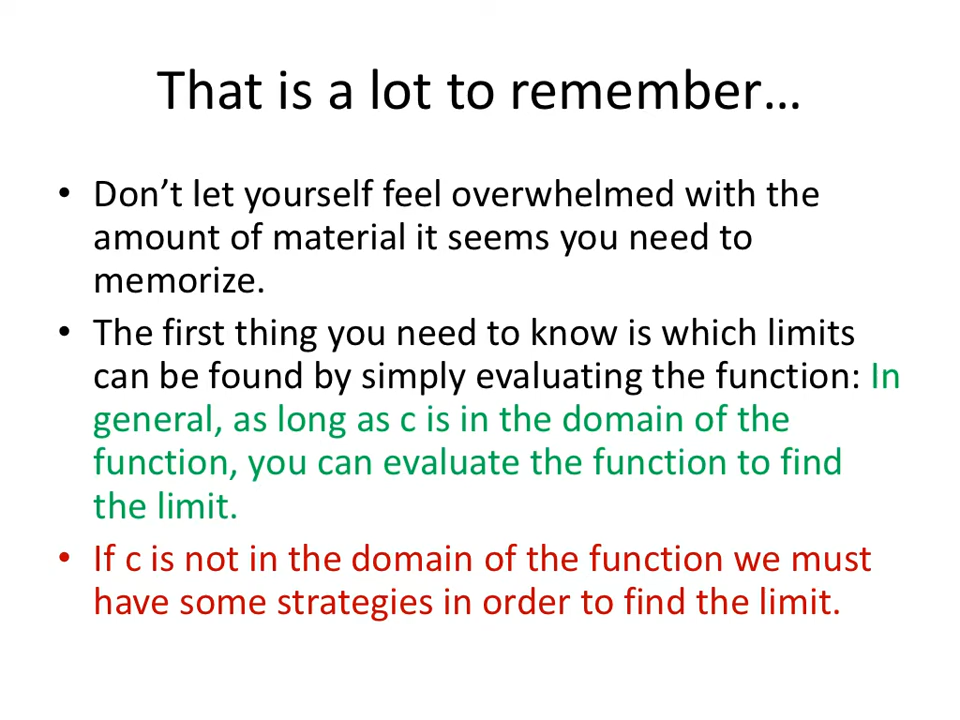 That is a lot to remember…
• Don’t let yourself feel overwhelmed with the
amount of material it seems you need to
memorize.
• The first thing you need to know is which limits
can be found by simply evaluating the function: In
general, as long as c is in the domain of the
function, you can evaluate the function to find
the limit.
• If c is not in the domain of the function we must
have some strategies in order to find the limit.